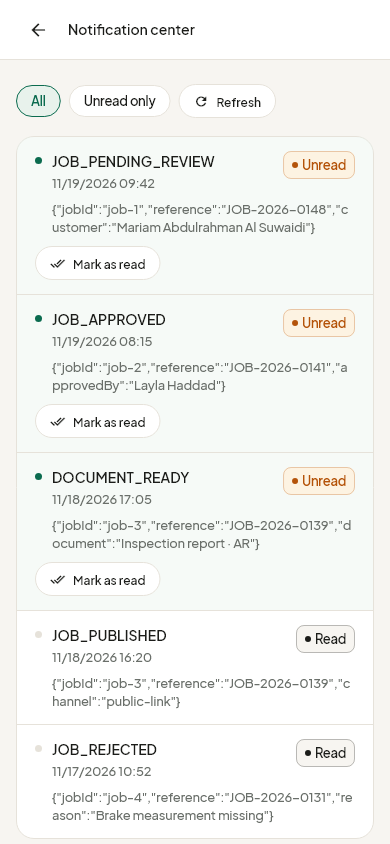 Notification center
All
Unread only
Refresh
JOB_PENDING_REVIEW
Unread
11/19/2026 09:42
{"jobId":"job-1","reference":"JOB-2026-0148","c
ustomer":"Mariam Abdulrahman Al Suwaidi"}
Mark as read
JOB_APPROVED
Unread
11/19/2026 08:15
{"jobId":"job-2","reference":"JOB-2026-0141","a
pprovedBy":"Layla Haddad"}
Mark as read
DOCUMENT_READY
Unread
11/18/2026 17:05
{"jobId":"job-3","reference":"JOB-2026-0139","d
ocument":"Inspection report · AR"}
Mark as read
JOB_PUBLISHED
Read
11/18/2026 16:20
{"jobId":"job-3","reference":"JOB-2026-0139","c
hannel":"public-link"}
JOB_REJECTED
Read
11/17/2026 10:52
{"jobId":"job-4","reference":"JOB-2026-0131","re
ason":"Brake measurement missing"}